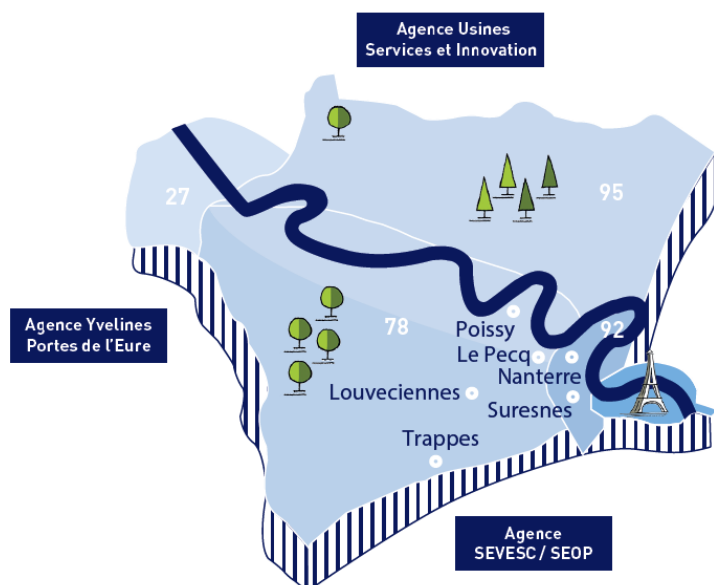 Agence Usines
Services et Innovation
27
95
Agence Yvelines
Portes de l'Eure
78
92
Poissy
Le Pecq
Nanterre
Louveciennes
Suresnes
Trappes
Agence
SEVESC / SEOP